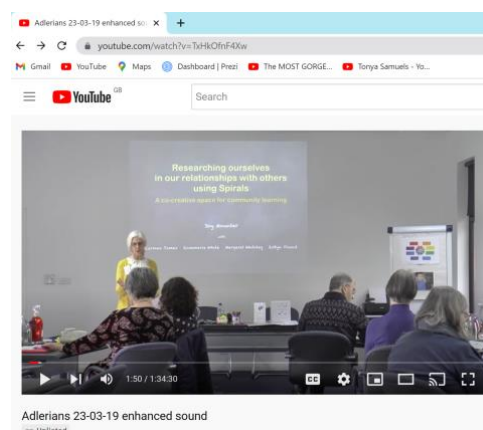 Adlerians 23-03-19 enhanced so
youtube.com/watch?v=TxHkOfnF4Xw
Gmail YouTube Maps Dashboard | Prezi The MOST GORGE... Tonya Samuels - Yo...
YouTube GB
Search
Researching ourselves
in our relationships with others
using Spirals
A co-creative space for community learning
with
1:50 / 1:34:30
CC
Adlerians 23-03-19 enhanced sound
Unlisted